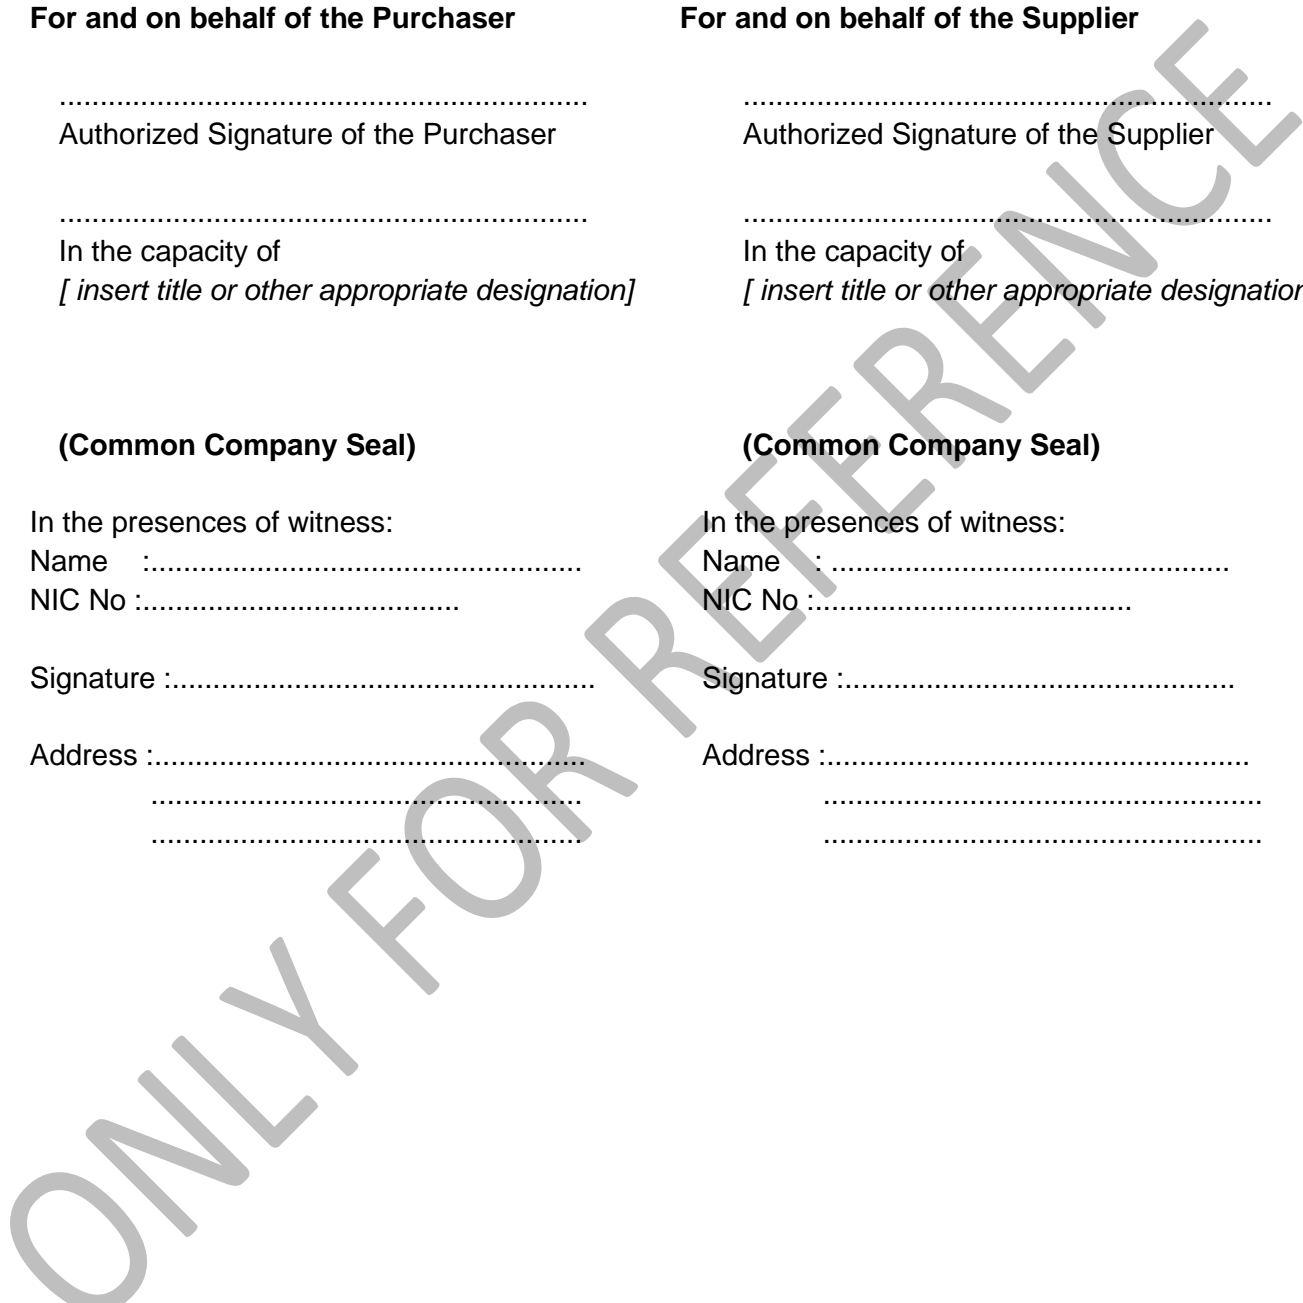 For and on behalf of the Purchaser
............................................................…..
Authorized Signature of the Purchaser
............................................................…..
In the capacity of
[ insert title or other appropriate designation]
(Common Company Seal)
In the presences of witness:
Name :.....................................................
NIC No :.......................................
Signature :....................................................
Address :.....................................................
.....................................................
.....................................................
For and on behalf of the Supplier
.................................................................
Authorized Signature of the Supplier
.................................................................
In the capacity of
[ insert title or other appropriate designation
(Common Company Seal)
In the presences of witness:
Name : .................................................
NIC No :.......................................
Signature :................................................
Address :....................................................
......................................................
......................................................
ONLY FOR REFERENCE